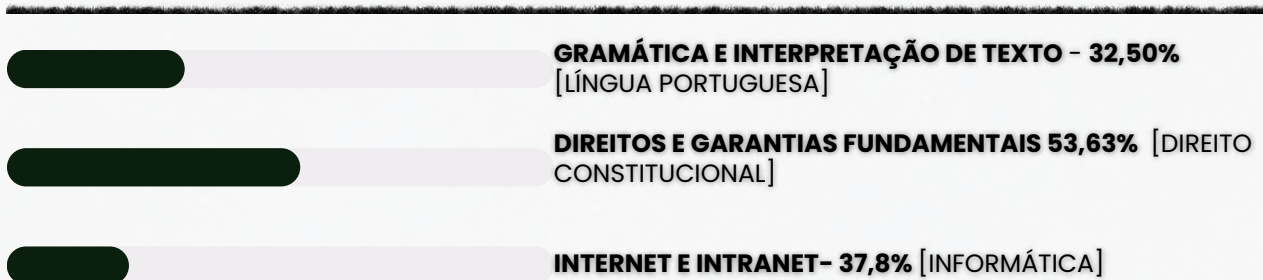 GRAMÁTICA E INTERPRETAÇÃO DE TEXTO - 32,50%
[LÍNGUA PORTUGUESA]
DIREITOS E GARANTIAS FUNDAMENTAIS 53,63% [DIREITO
CONSTITUCIONAL]
INTERNET E INTRANET- 37,8% [INFORMÁTICA]